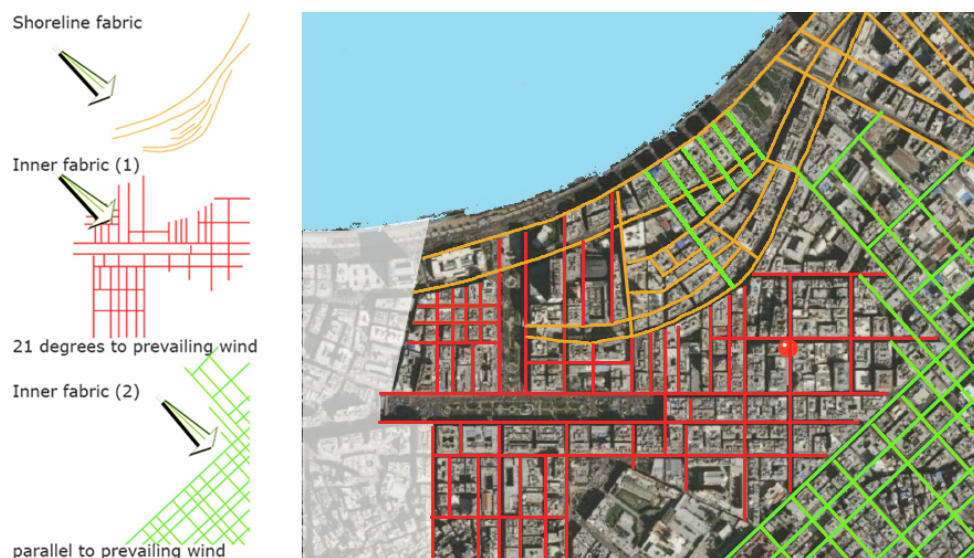 Shoreline fabric
Inner fabric (1)
21 degrees to prevailing wind
Inner fabric (2)
parallel to prevailing wind